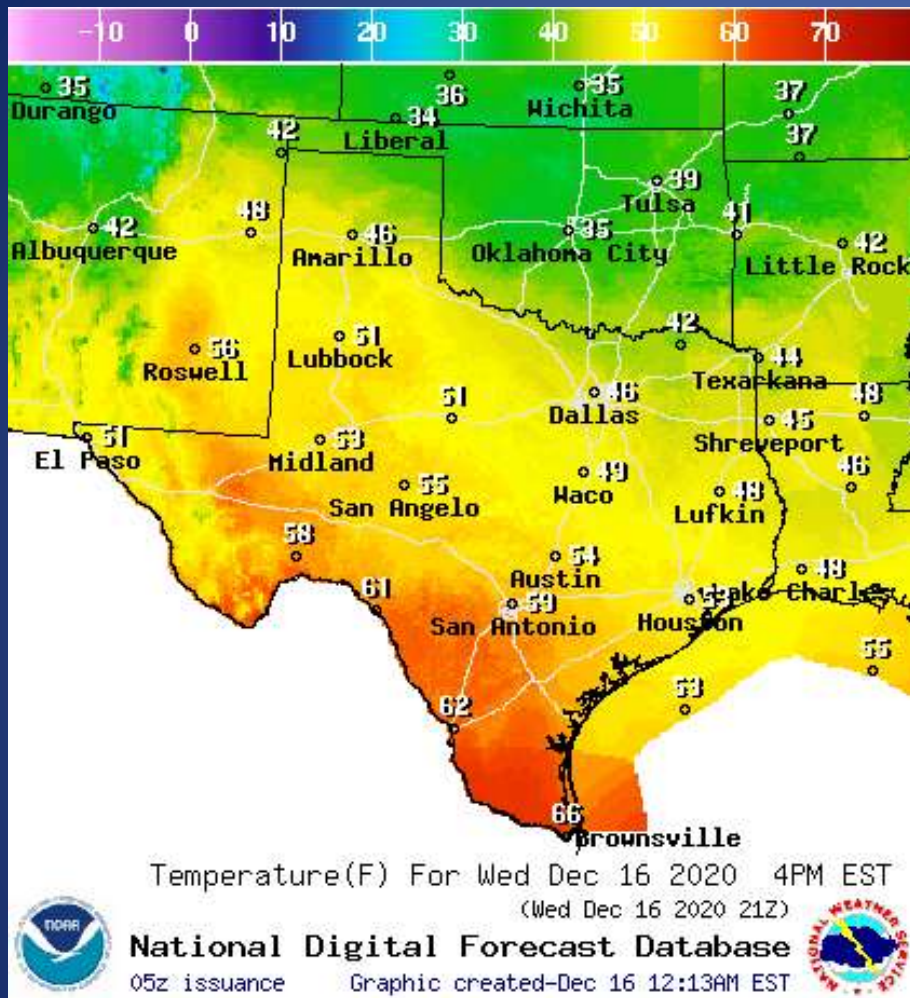 -10 0 10 20 30 40 50 60 70
35 36 35 37
Durango Wichita
34
Liberal
42 37
39
Tulsa
42 48 46 35 41 42
Albuquerque Amarillo Oklahoma City Little Rock
42
56 51 44
Roswell Lubbock Texarkana
51 46 48
Dallas 45
51 53 Shreveport
El Paso Midland
55 49 48 46
San Angelo Waco Lufkin
58 54 49
Austin Charles
61 59
San Antonio Houston
55
62 53
66
Brownsville
Temperature(F) For Wed Dec 16 2020 4PM EST
(Wed Dec 16 2020 21Z)
NOAA
National Digital Forecast Database
05z issuance Graphic created-Dec 16 12:13AM EST
NATIONAL WEATHER SERVICE